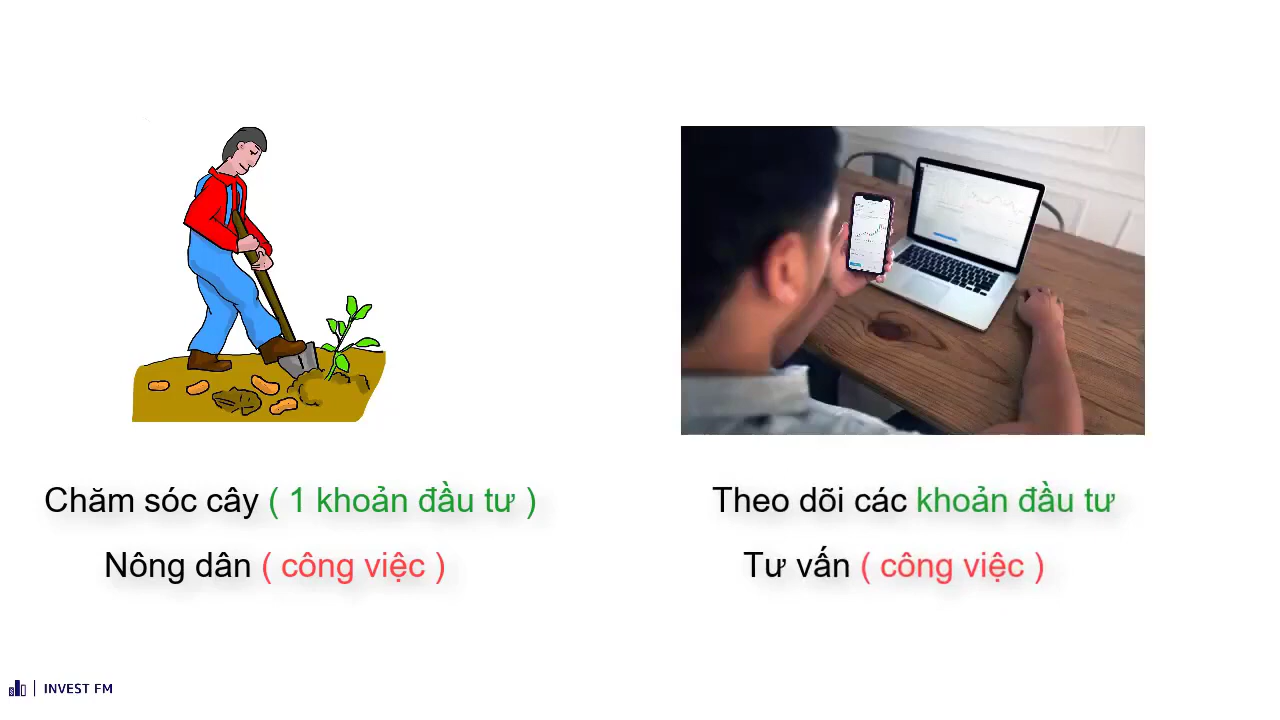 Chăm sóc cây ( 1 khoản đầu tư )
Nông dân ( công việc )
Theo dõi các khoản đầu tư
Tư vấn ( công việc )
INVEST FM